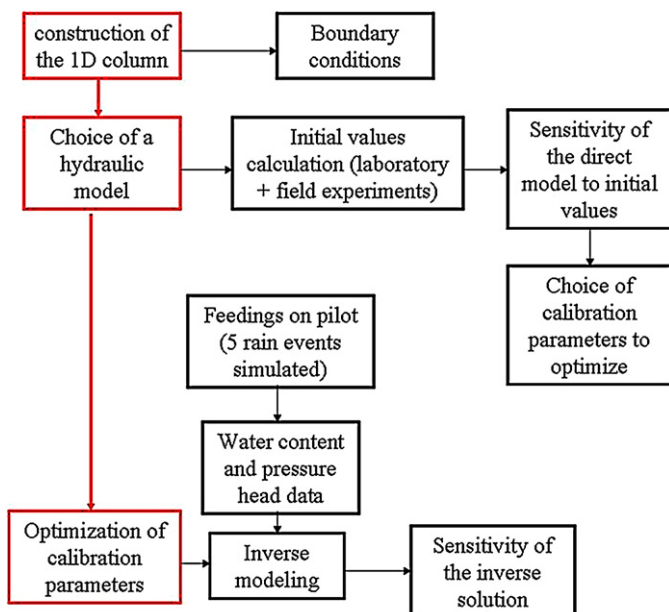 construction of
the 1D column
Boundary
conditions
Choice of a
hydraulic
model
Initial values
calculation (laboratory
+ field experiments)
Sensitivity of
the direct
model to initial
values
Choice of
calibration
parameters to
optimize
Feedings on pilot
(5 rain events
simulated)
Water content
and pressure
head data
Optimization of
calibration
parameters
Inverse
modeling
Sensitivity of
the inverse
solution